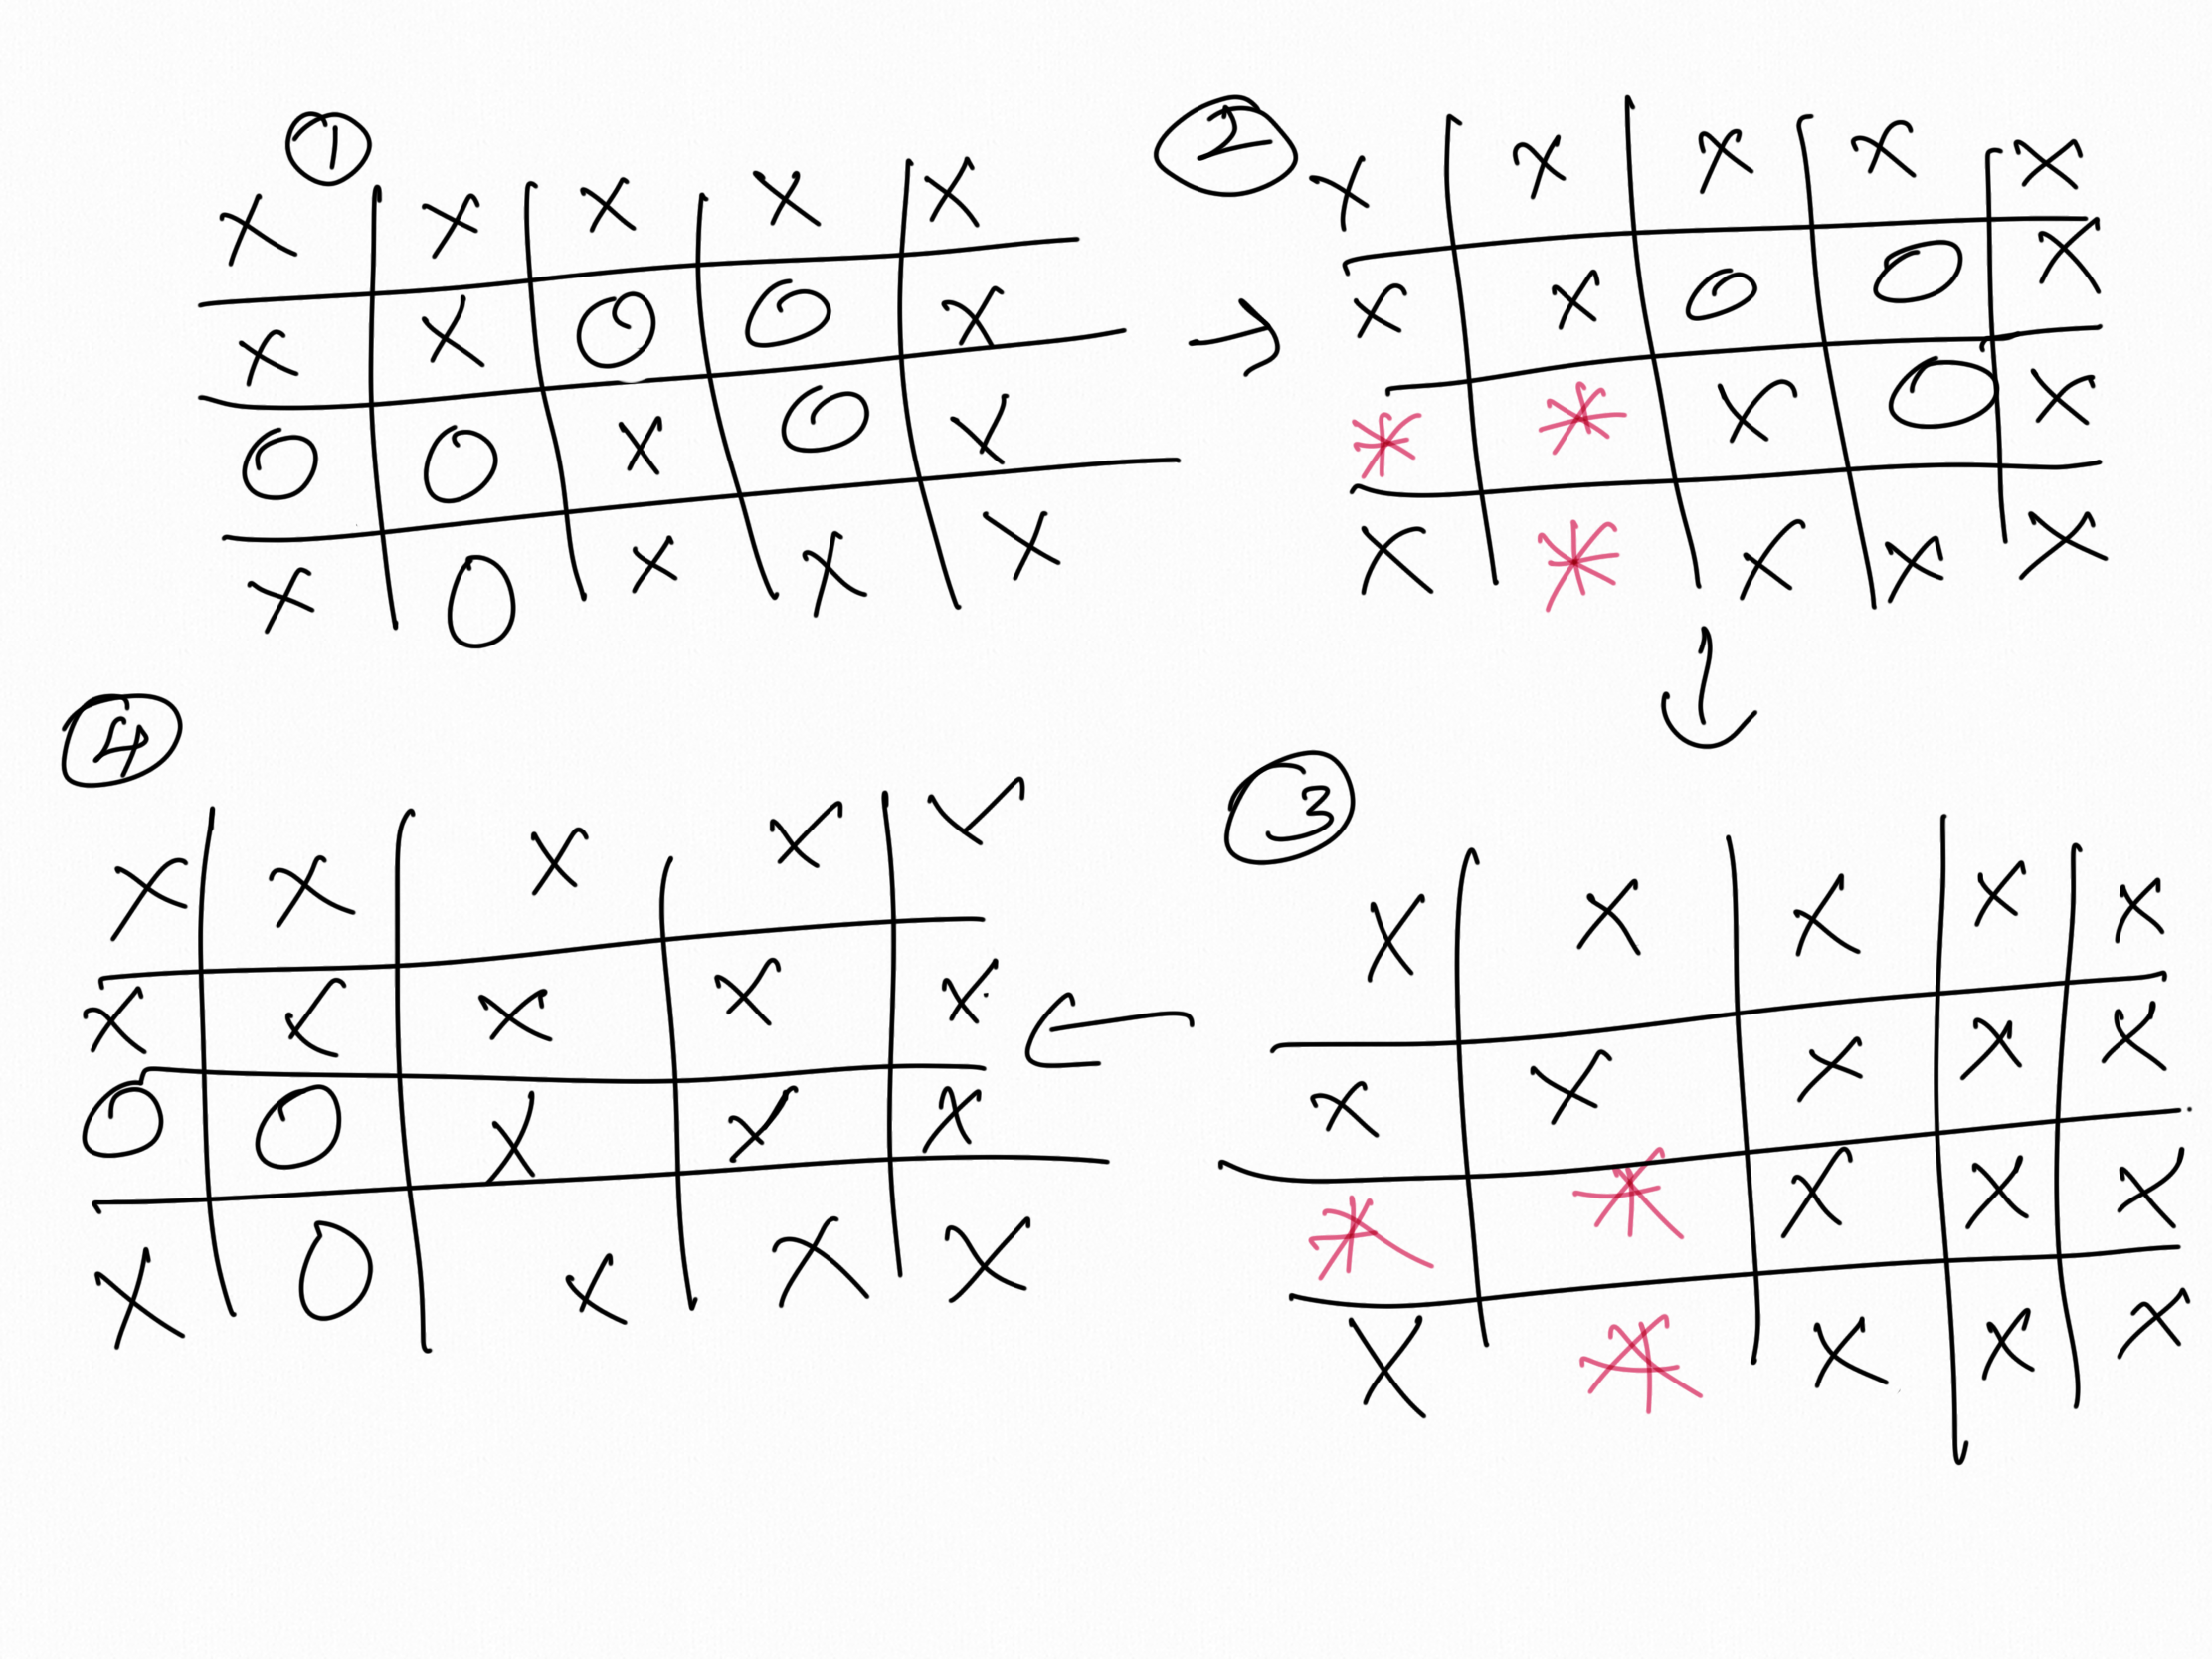 ①
X X X X X
X X O O X
O O X O X
X O X X X
→
②
X X X X X
X X O O X
* * X O X
X * X X X
↓
③
X X X X X
X X X X X
* * X X X
X * X X X
←
④
X X X X X
X X X X X
O O X X X
X O X X X